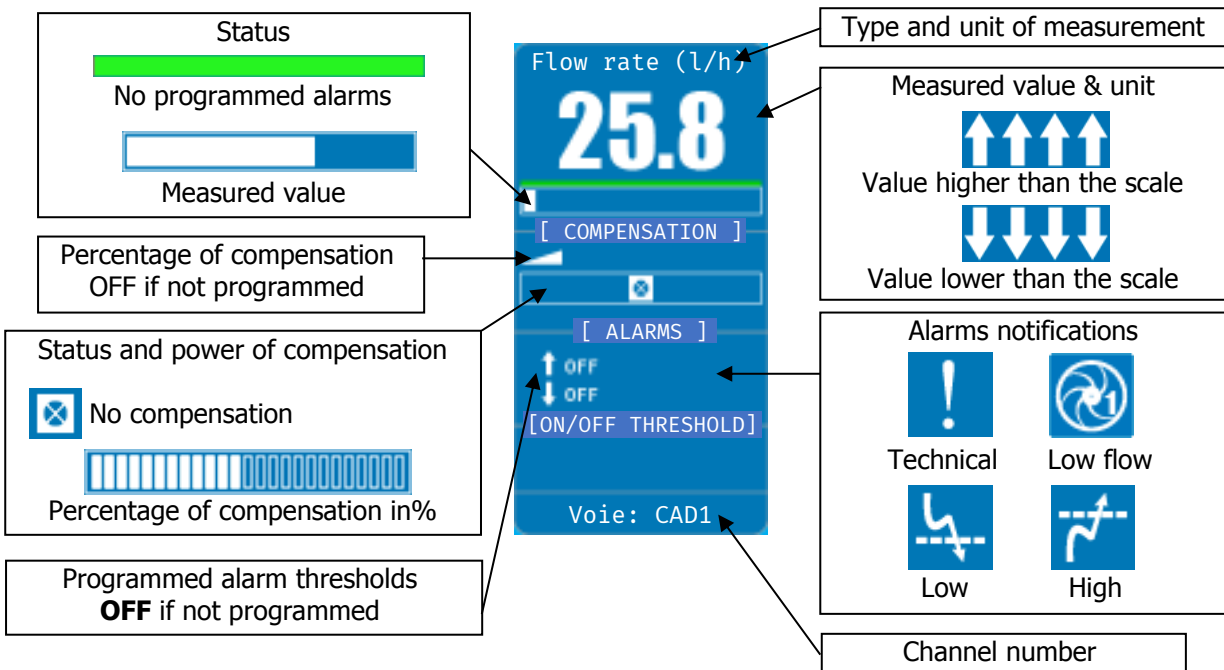 Status
No programmed alarms
Measured value
Percentage of compensation
OFF if not programmed
Status and power of compensation
No compensation
Percentage of compensation in%
Programmed alarm thresholds
OFF if not programmed
Flow rate (l/h)
25.8
[ COMPENSATION ]
[ ALARMS ]
OFF
OFF
[ON/OFF THRESHOLD]
Voie: CAD1
Type and unit of measurement
Measured value & unit
Value higher than the scale
Value lower than the scale
Alarms notifications
! 1
Technical Low flow
Low High
Channel number